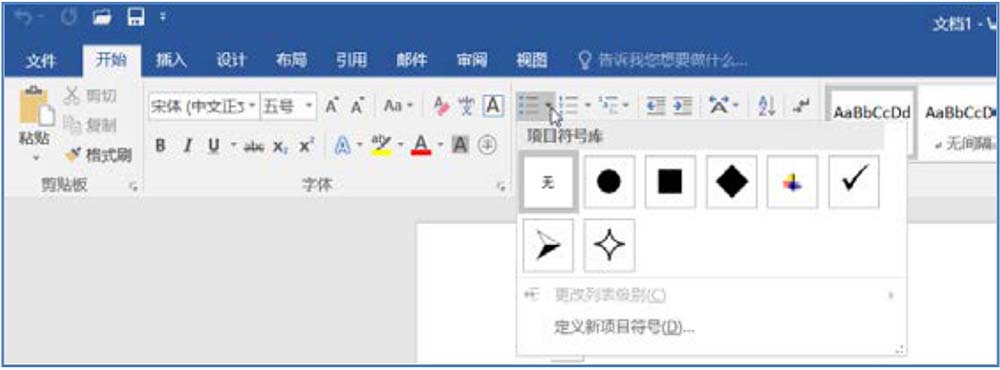 文档1 - W
文件 开始 插入 设计 布局 引用 邮件 审阅 视图 告诉我您想要做什么...
剪切
宋体 (中文正文 五号 A A Aa 文 A
AaBbCcDd AaBbCcD
复制
粘贴
格式刷
B I U abc X₂ X² A aby A A 字
无间隔
剪贴板 字体
项目符号库
无
更改列表级别(C)
定义新项目符号(D)...